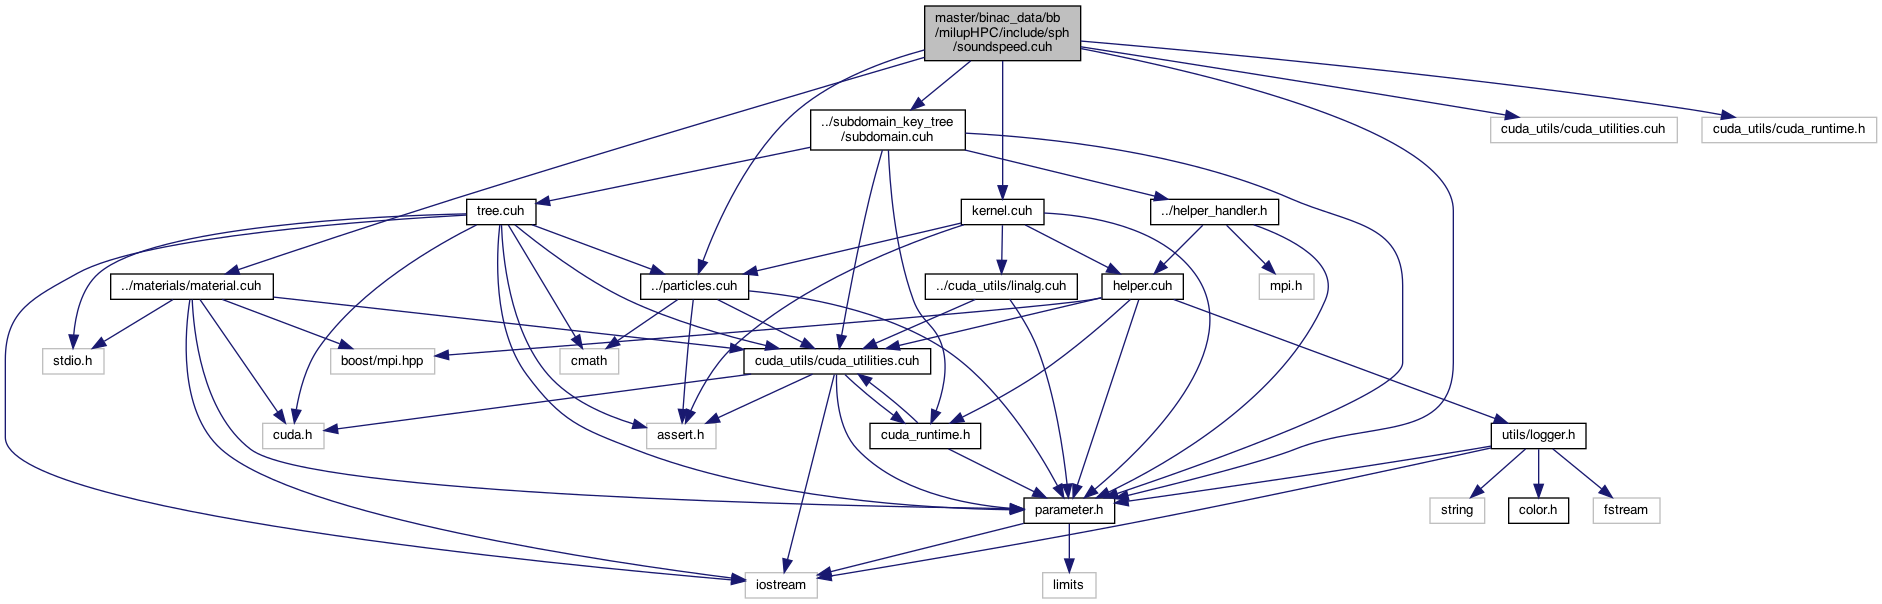 master/binac_data/bb
/milupHPC/include/sph
/soundspeed.cuh
../subdomain_key_tree
/subdomain.cuh
cuda_utils/cuda_utilities.cuh
cuda_utils/cuda_runtime.h
tree.cuh
kernel.cuh
../helper_handler.h
../materials/material.cuh
../particles.cuh
../cuda_utils/linalg.cuh
helper.cuh
mpi.h
stdio.h
boost/mpi.hpp
cmath
cuda_utils/cuda_utilities.cuh
cuda.h
assert.h
cuda_runtime.h
utils/logger.h
parameter.h
string
color.h
fstream
iostream
limits